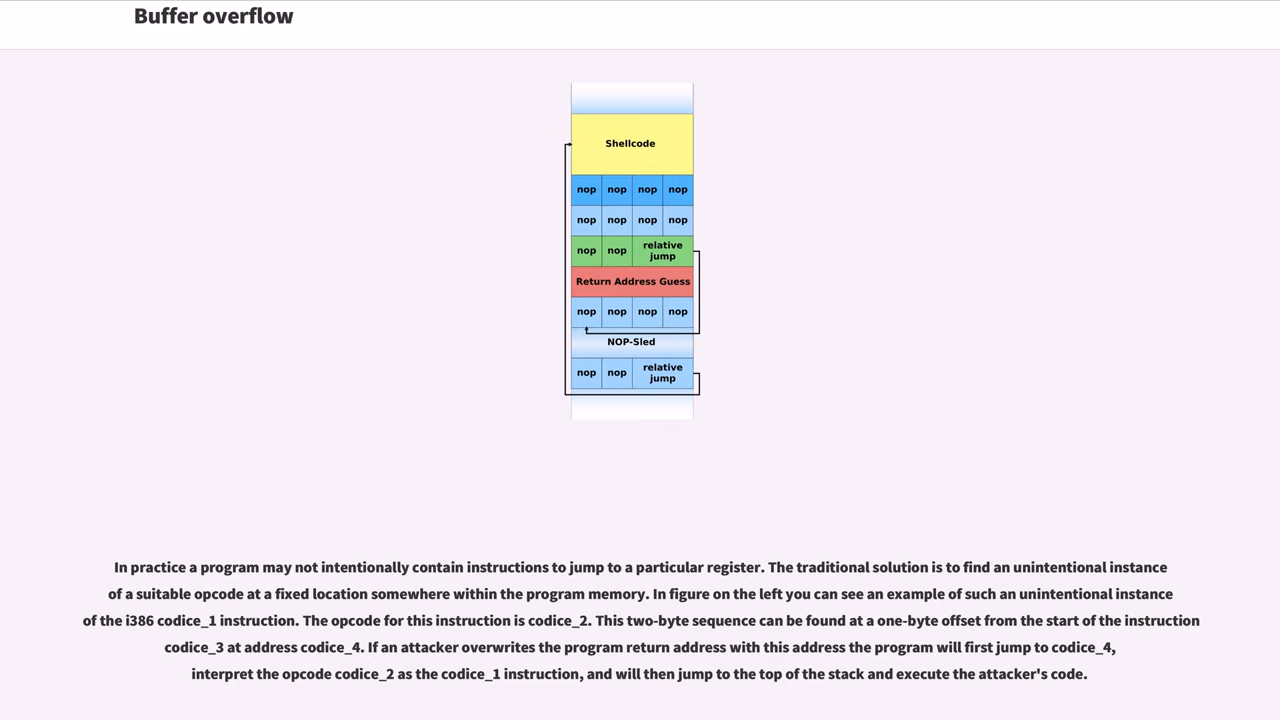 Buffer overflow
Shellcode
nop nop nop nop
nop nop nop nop
nop nop relative jump
Return Address Guess
nop nop nop nop
NOP-Sled
nop nop relative jump
In practice a program may not intentionally contain instructions to jump to a particular register. The traditional solution is to find an unintentional instance
of a suitable opcode at a fixed location somewhere within the program memory. In figure on the left you can see an example of such an unintentional instance
of the i386 codice_1 instruction. The opcode for this instruction is codice_2. This two-byte sequence can be found at a one-byte offset from the start of the instruction
codice_3 at address codice_4. If an attacker overwrites the program return address with this address the program will first jump to codice_4,
interpret the opcode codice_2 as the codice_1 instruction, and will then jump to the top of the stack and execute the attacker's code.